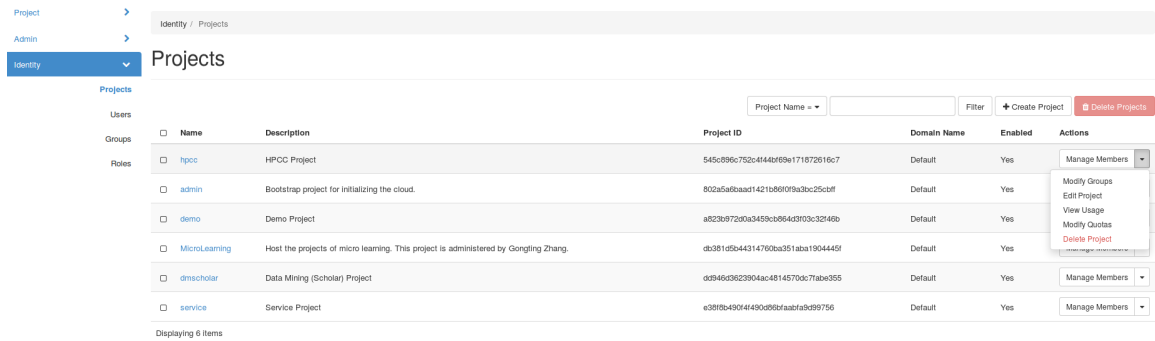 Project
Admin
Identity
Projects
Users
Groups
Roles
Identity / Projects
Projects
Project Name = Filter Create Project Delete Projects
Name Description Project ID Domain Name Enabled Actions
hpcc HPCC Project 545c896c752c4f44bf69e171872616c7 Default Yes Manage Members
Modify Groups
Edit Project
View Usage
Modify Quotas
Delete Project
admin Bootstrap project for initializing the cloud. 802a5a6baad1421b86f0f9a3bc25cbff Default Yes
demo Demo Project a823b972d0a3459cb864d3f03c32f46b Default Yes
MicroLearning Host the projects of micro learning. This project is administered by Gongting Zhang. db381d5b44314760ba351aba1904445f Default Yes Manage Members
dmscholar Data Mining (Scholar) Project dd946d3623904ac4814570dc7fabe355 Default Yes Manage Members
service Service Project e38f8b490f4f490d86bfaabfa9d99756 Default Yes Manage Members
Displaying 6 items